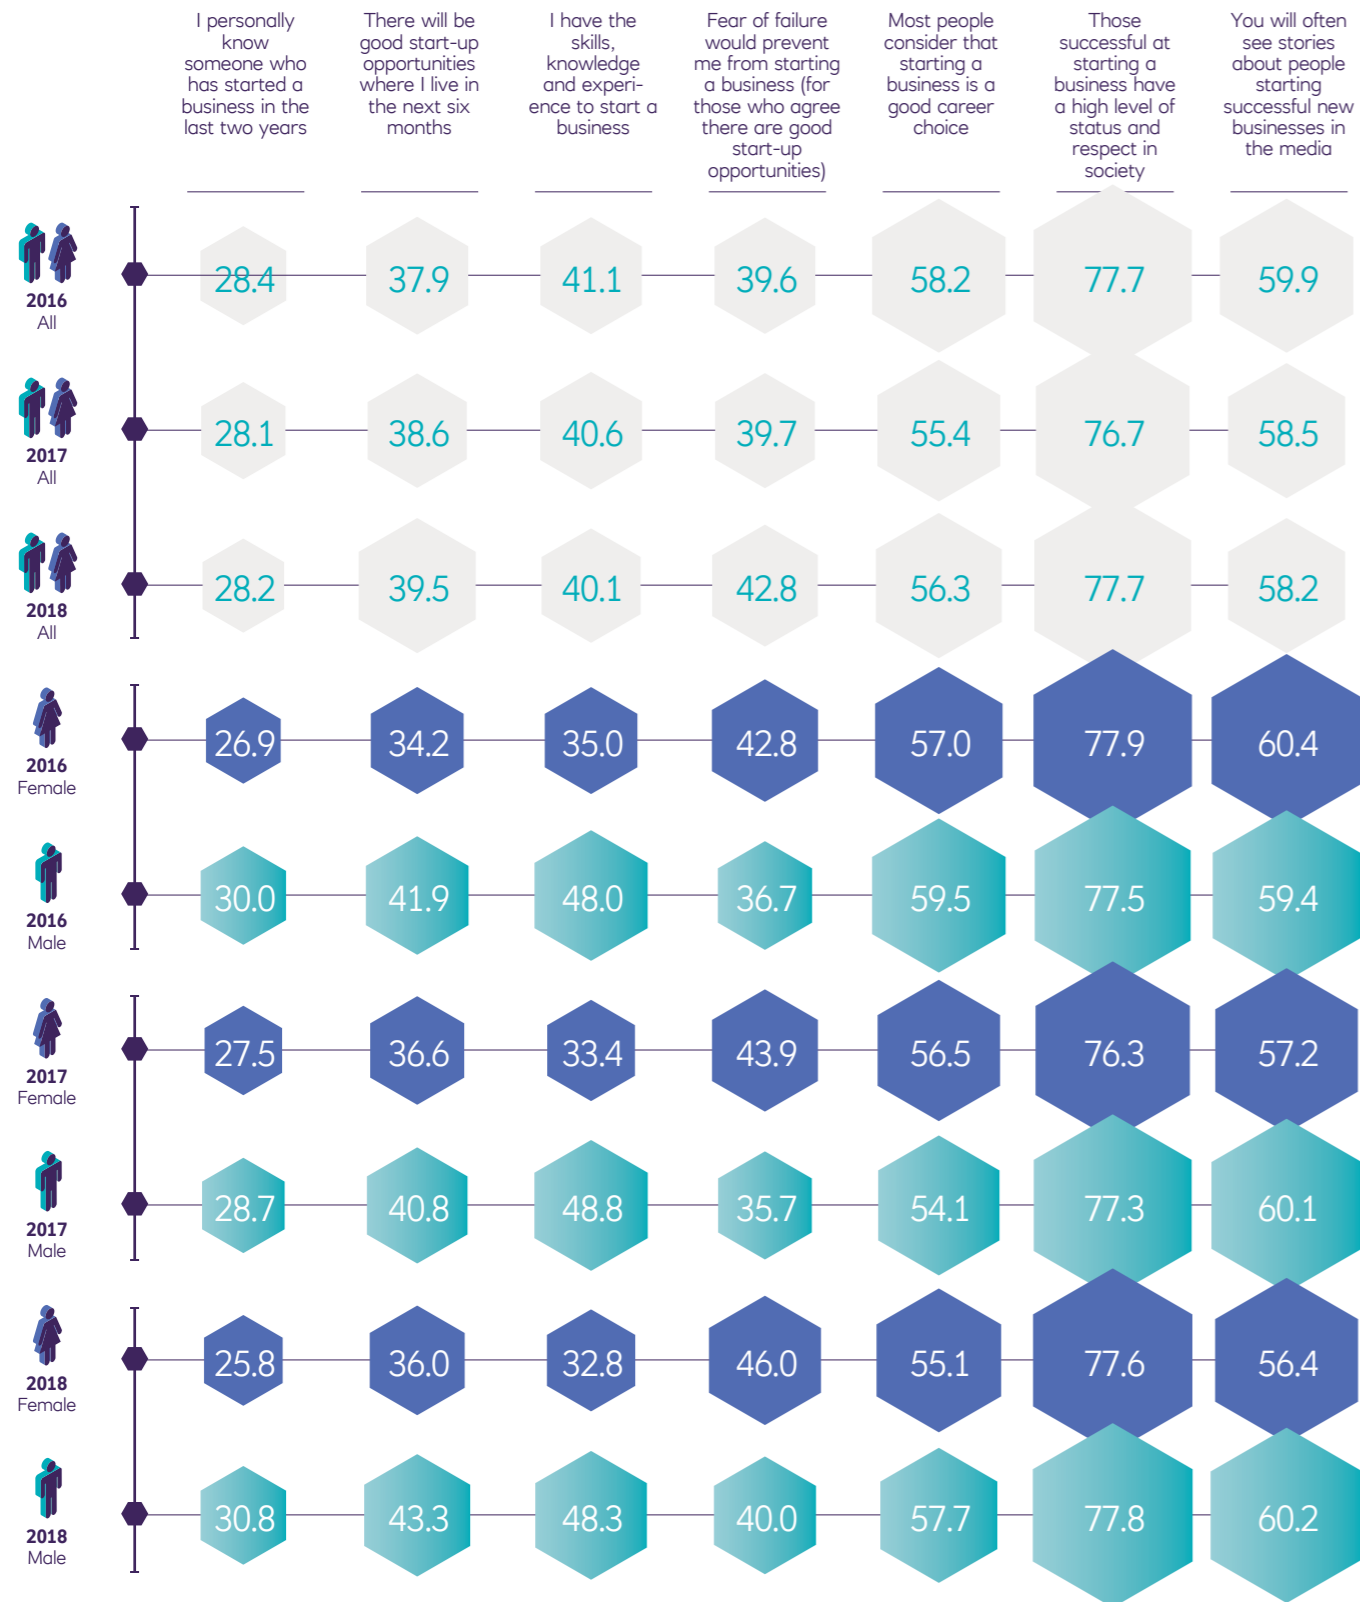 I personally
know
someone who
has started a
business in the
last two years
There will be
good start-up
opportunities
where I live in
the next six
months
I have the
skills,
knowledge
and experi-
ence to start a
business
Fear of failure
would prevent
me from starting
a business (for
those who agree
there are good
start-up
opportunities)
Most people
consider that
starting a
business is a
good career
choice
Those
successful at
starting a
business have
a high level of
status and
respect in
society
You will often
see stories
about people
starting
successful new
businesses in
the media
2016
All
28.4 37.9 41.1 39.6 58.2 77.7 59.9
2017
All
28.1 38.6 40.6 39.7 55.4 76.7 58.5
2018
All
28.2 39.5 40.1 42.8 56.3 77.7 58.2
2016
Female
26.9 34.2 35.0 42.8 57.0 77.9 60.4
2016
Male
30.0 41.9 48.0 36.7 59.5 77.5 59.4
2017
Female
27.5 36.6 33.4 43.9 56.5 76.3 57.2
2017
Male
28.7 40.8 48.8 35.7 54.1 77.3 60.1
2018
Female
25.8 36.0 32.8 46.0 55.1 77.6 56.4
2018
Male
30.8 43.3 48.3 40.0 57.7 77.8 60.2